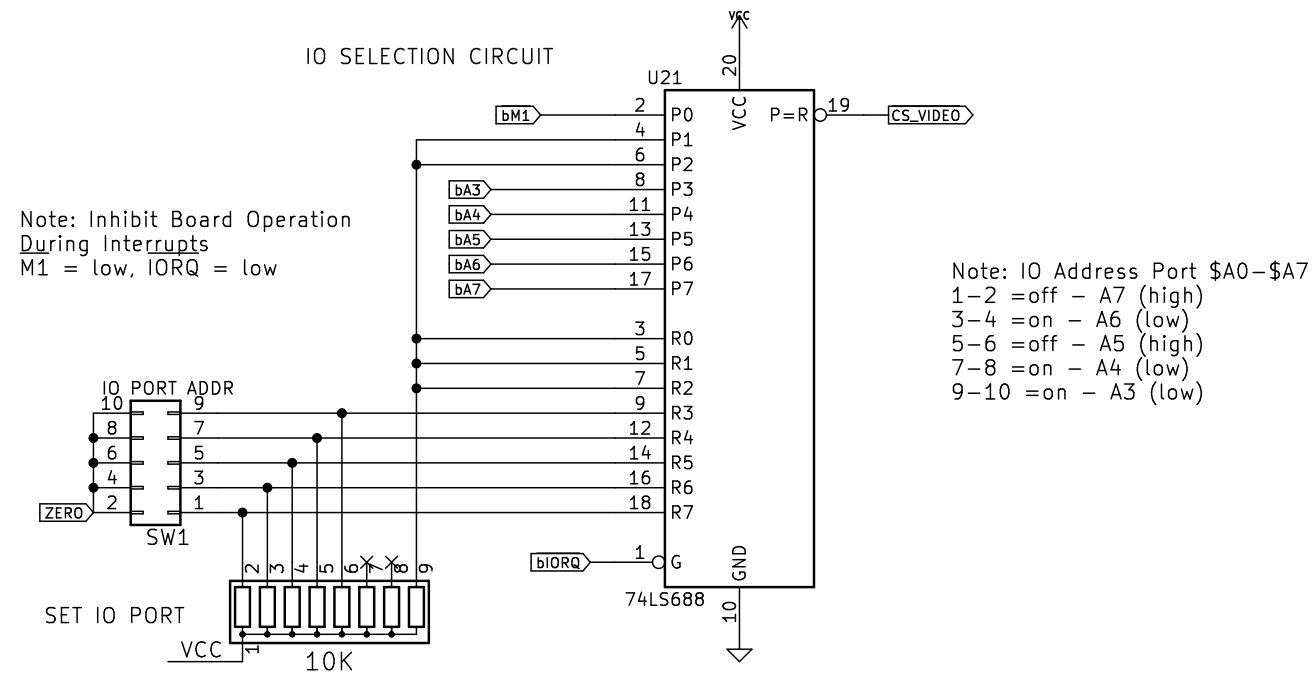 VCC
20
IO SELECTION CIRCUIT
U21
bM1
2
P0
VCC
P=R
19
CS_VIDEO
4
P1
6
P2
bA3
8
P3
bA4
11
P4
bA5
13
P5
bA6
15
P6
bA7
17
P7
Note: Inhibit Board Operation
During Interrupts
M1 = low, IORQ = low
Note: IO Address Port $A0-$A7
1-2 =off - A7 (high)
3-4 =on - A6 (low)
5-6 =off - A5 (high)
7-8 =on - A4 (low)
9-10 =on - A3 (low)
3
R0
5
R1
7
R2
IO PORT ADDR
10
9
9
R3
8
7
12
R4
6
5
14
R5
4
3
16
R6
ZERO
2
1
18
R7
SW1
bIORQ
1
G
GND
74LS688
10
2
3
4
5
6
7
8
9
SET IO PORT
VCC
1
10K